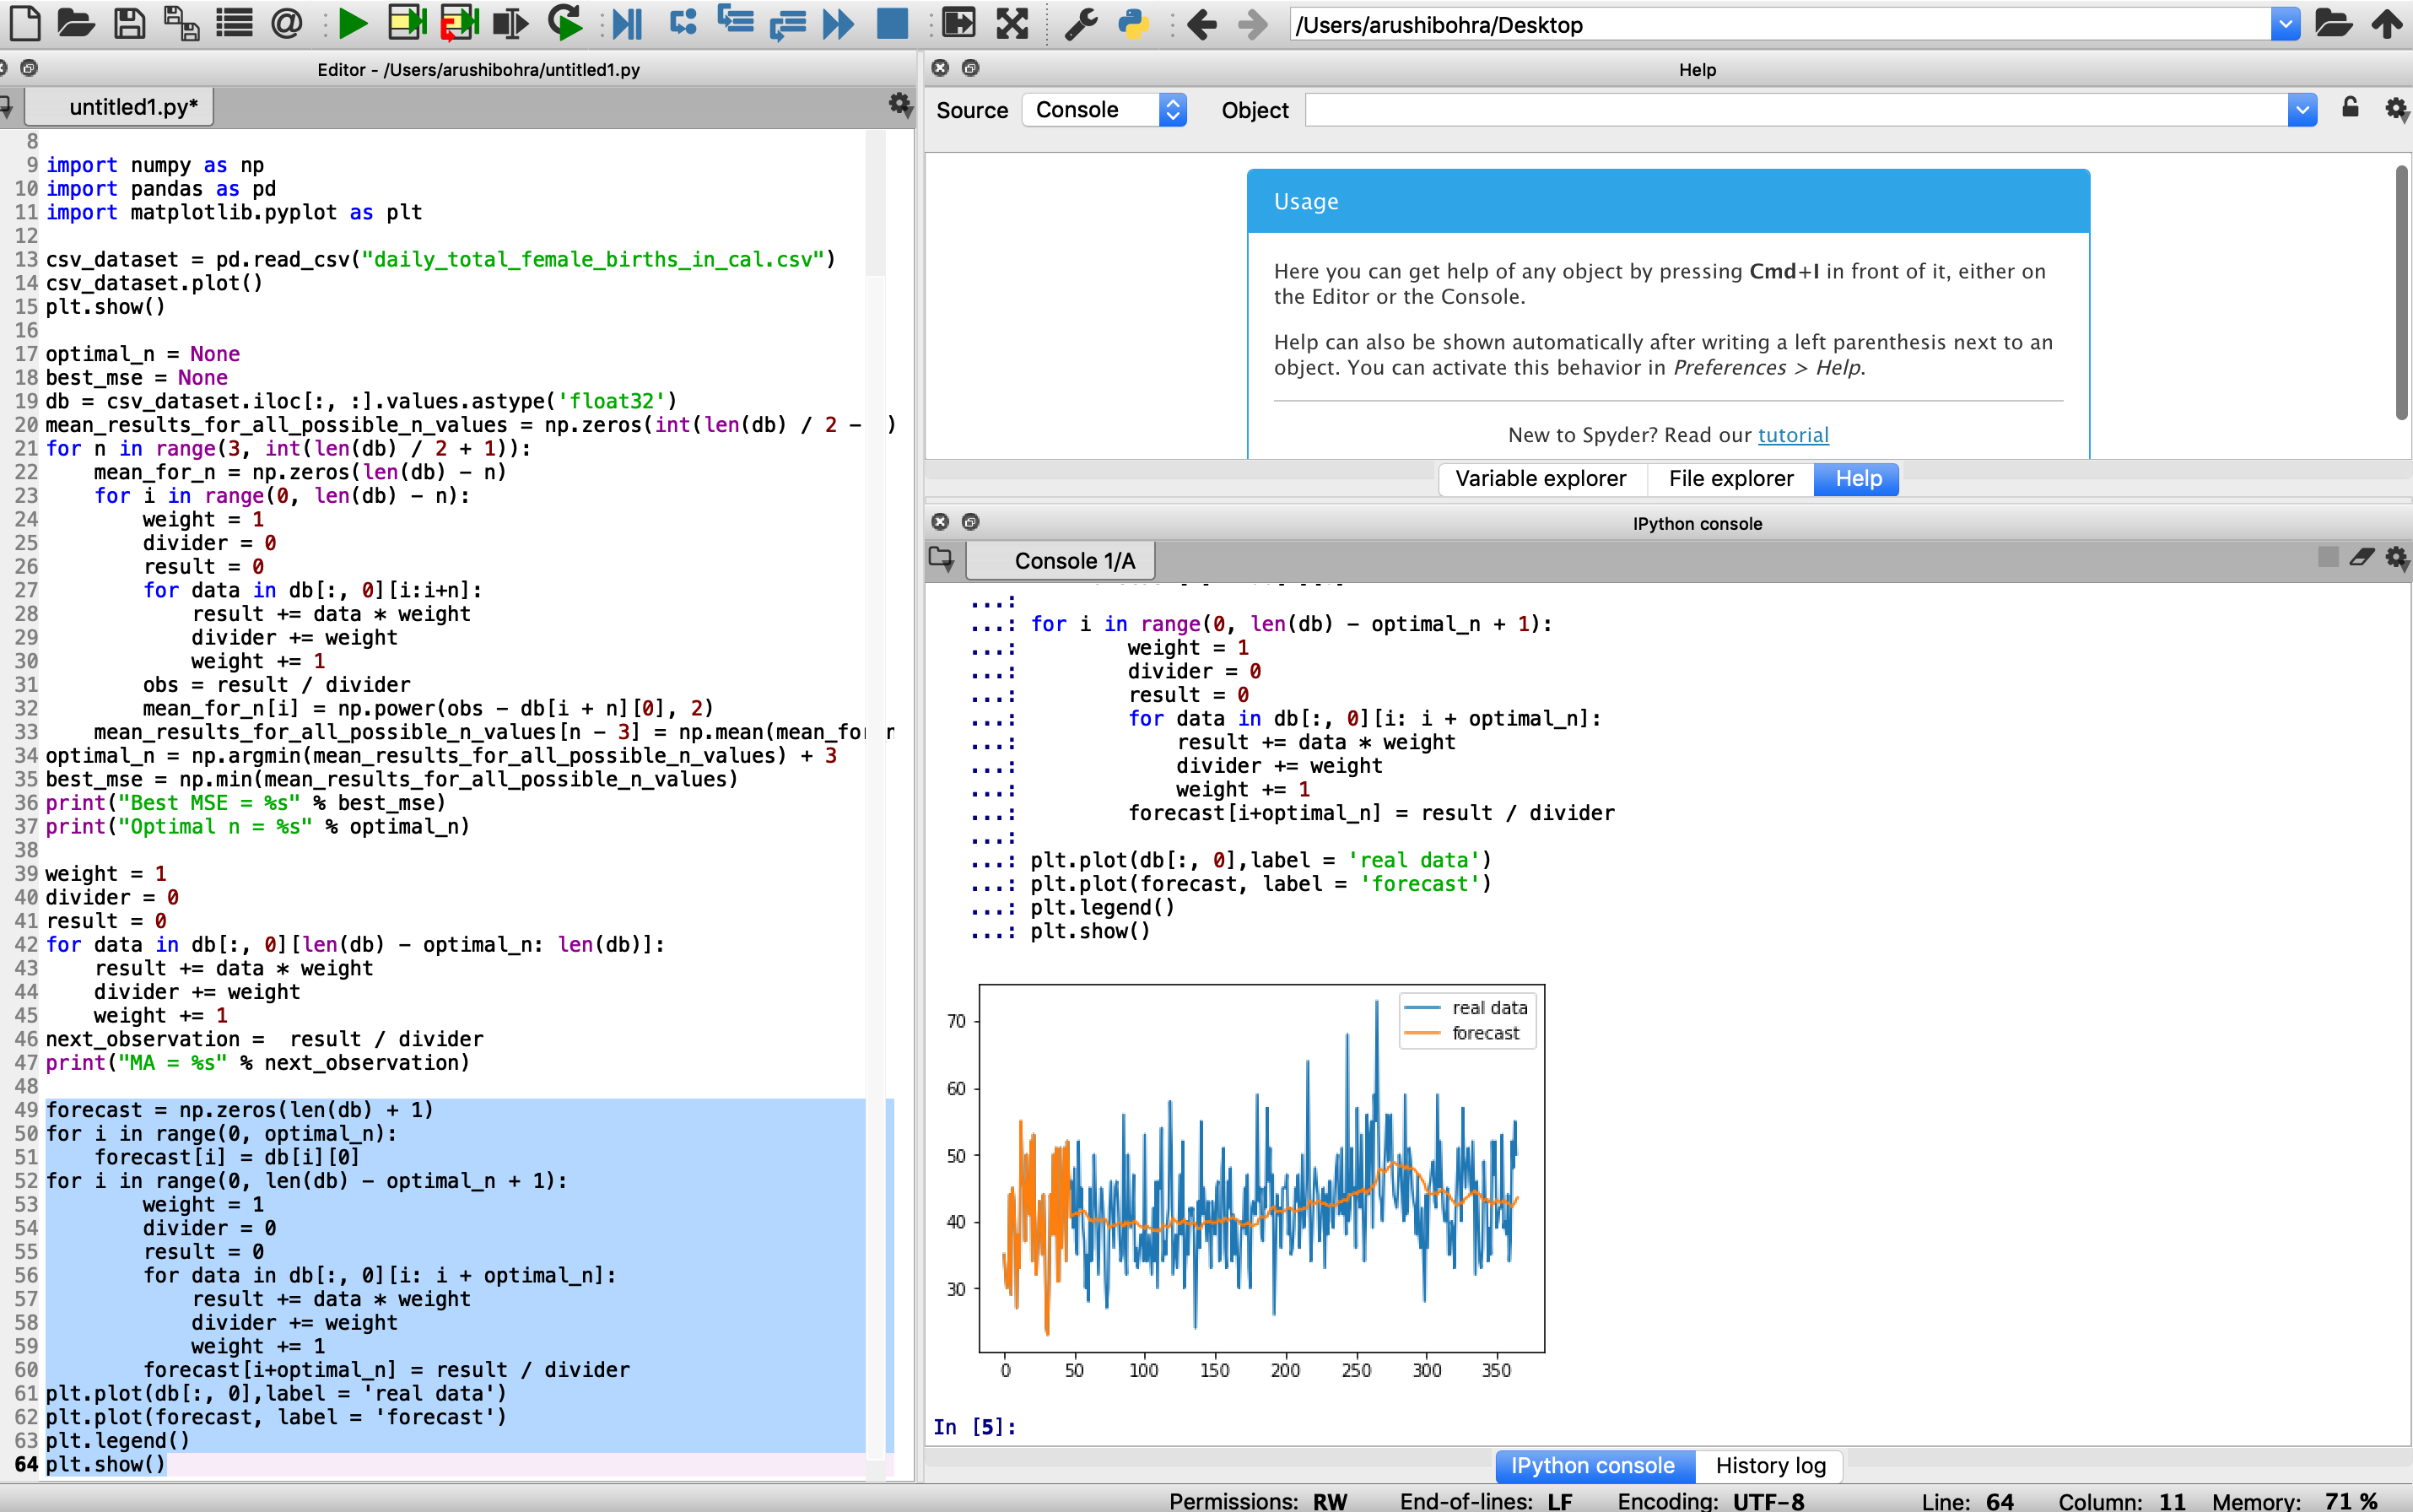 /Users/arushibohra/Desktop
Editor - /Users/arushibohra/untitled1.py
untitled1.py*
8
9 import numpy as np
10 import pandas as pd
11 import matplotlib.pyplot as plt
12
13 csv_dataset = pd.read_csv("daily_total_female_births_in_cal.csv")
14 csv_dataset.plot()
15 plt.show()
16
17 optimal_n = None
18 best_mse = None
19 db = csv_dataset.iloc[:, :].values.astype('float32')
20 mean_results_for_all_possible_n_values = np.zeros(int(len(db) / 2 - )
21 for n in range(3, int(len(db) / 2 + 1)):
22     mean_for_n = np.zeros(len(db) - n)
23     for i in range(0, len(db) - n):
24         weight = 1
25         divider = 0
26         result = 0
27         for data in db[:, 0][i:i+n]:
28             result += data * weight
29             divider += weight
30             weight += 1
31         obs = result / divider
32         mean_for_n[i] = np.power(obs - db[i + n][0], 2)
33     mean_results_for_all_possible_n_values[n - 3] = np.mean(mean_fo
34 optimal_n = np.argmin(mean_results_for_all_possible_n_values) + 3
35 best_mse = np.min(mean_results_for_all_possible_n_values)
36 print("Best MSE = %s" % best_mse)
37 print("Optimal n = %s" % optimal_n)
38
39 weight = 1
40 divider = 0
41 result = 0
42 for data in db[:, 0][len(db) - optimal_n: len(db)]:
43     result += data * weight
44     divider += weight
45     weight += 1
46 next_observation =  result / divider
47 print("MA = %s" % next_observation)
48
49 forecast = np.zeros(len(db) + 1)
50 for i in range(0, optimal_n):
51     forecast[i] = db[i][0]
52 for i in range(0, len(db) - optimal_n + 1):
53         weight = 1
54         divider = 0
55         result = 0
56         for data in db[:, 0][i: i + optimal_n]:
57             result += data * weight
58             divider += weight
59             weight += 1
60         forecast[i+optimal_n] = result / divider
61 plt.plot(db[:, 0],label = 'real data')
62 plt.plot(forecast, label = 'forecast')
63 plt.legend()
64 plt.show()
Help
Source Console Object
Usage
Here you can get help of any object by pressing Cmd+I in front of it, either on
the Editor or the Console.
Help can also be shown automatically after writing a left parenthesis next to an
object. You can activate this behavior in Preferences > Help.
New to Spyder? Read our tutorial
Variable explorer File explorer Help
IPython console
Console 1/A
...:
...: for i in range(0, len(db) - optimal_n + 1):
...:         weight = 1
...:         divider = 0
...:         result = 0
...:         for data in db[:, 0][i: i + optimal_n]:
...:             result += data * weight
...:             divider += weight
...:             weight += 1
...:         forecast[i+optimal_n] = result / divider
...:
...: plt.plot(db[:, 0],label = 'real data')
...: plt.plot(forecast, label = 'forecast')
...: plt.legend()
...: plt.show()
real data
forecast
70
60
50
40
30
0 50 100 150 200 250 300 350
In [5]:
IPython console History log
Permissions: RW End-of-lines: LF Encoding: UTF-8 Line: 64 Column: 11 Memory: 71 %